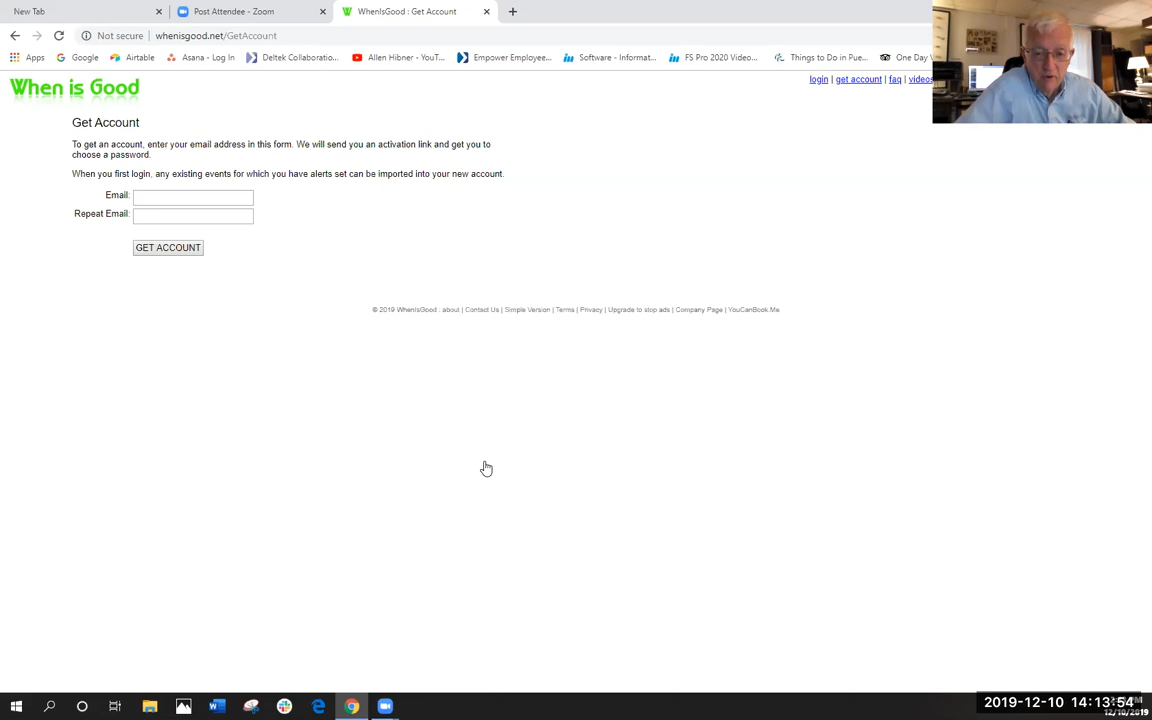 New Tab
Post Attendee - Zoom
WhenIsGood : Get Account
Not secure
whenisgood.net/GetAccount
Apps
Google
Airtable
Asana - Log In
Deltek Collaboratio...
Allen Hibner - YouT...
Empower Employee...
Software - Informat...
FS Pro 2020 Video...
Things to Do in Pue...
One Day
When is Good
login | get account | faq | videos
Get Account
To get an account, enter your email address in this form. We will send you an activation link and get you to
choose a password.
When you first login, any existing events for which you have alerts set can be imported into your new account.
Email:
Repeat Email:
GET ACCOUNT
© 2019 WhenIsGood . about | Contact Us | Simple Version | Terms | Privacy | Upgrade to stop ads | Company Page | YouCanBook.Me
2019-12-10 14:13:54
12/10/2019